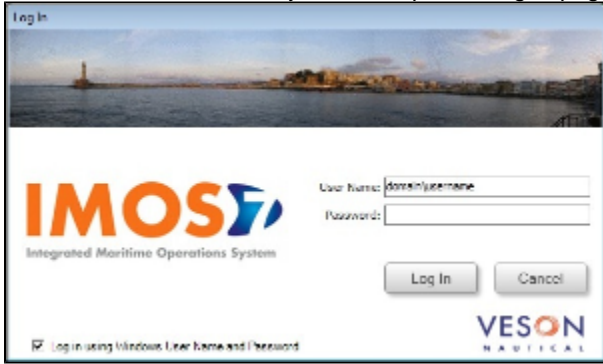 Log In
IMOS7
Integrated Maritime Operations System
User Name: domain\username
Password:
Log In Cancel
Log in using Windows User Name and Password
VESON
NAUTICAL